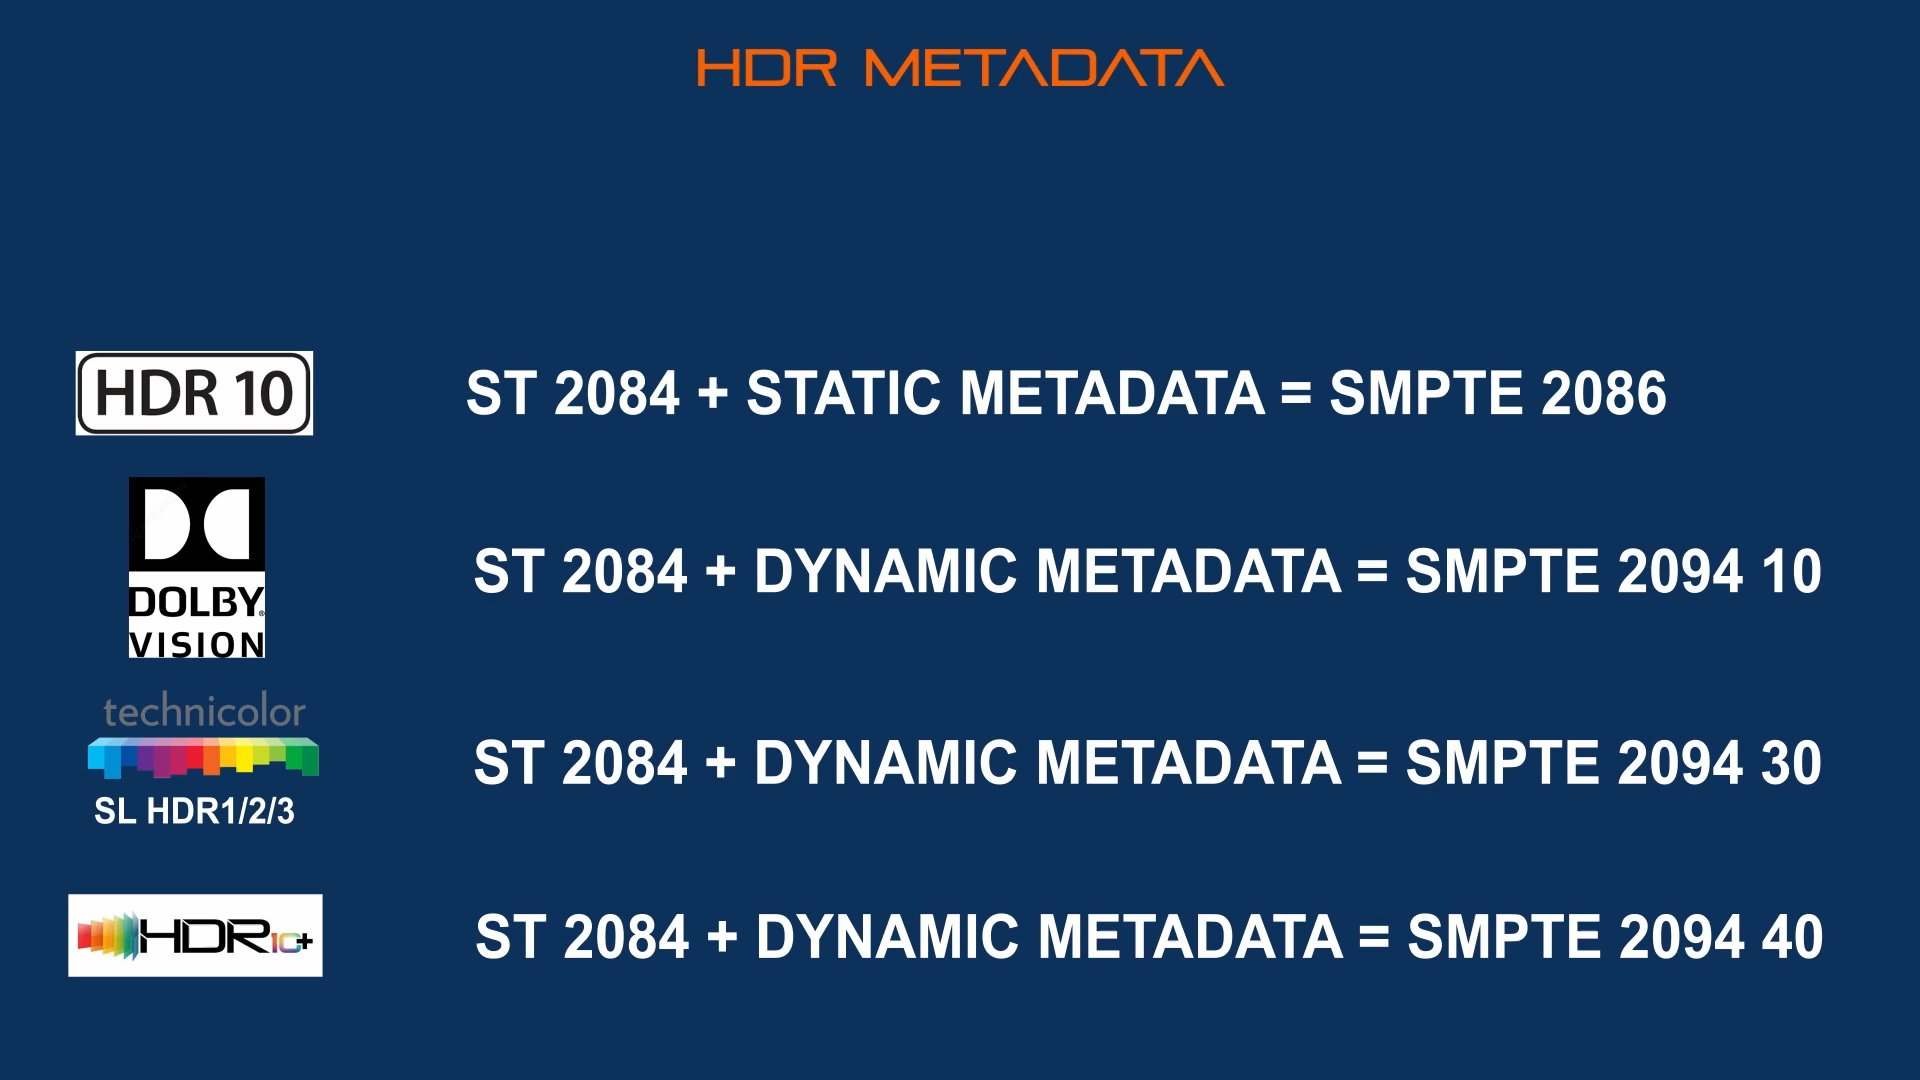 HDR METADATA
HDR 10
ST 2084 + STATIC METADATA = SMPTE 2086
DOLBY®
VISION
ST 2084 + DYNAMIC METADATA = SMPTE 2094 10
technicolor
SL HDR1/2/3
ST 2084 + DYNAMIC METADATA = SMPTE 2094 30
HDR10+
ST 2084 + DYNAMIC METADATA = SMPTE 2094 40